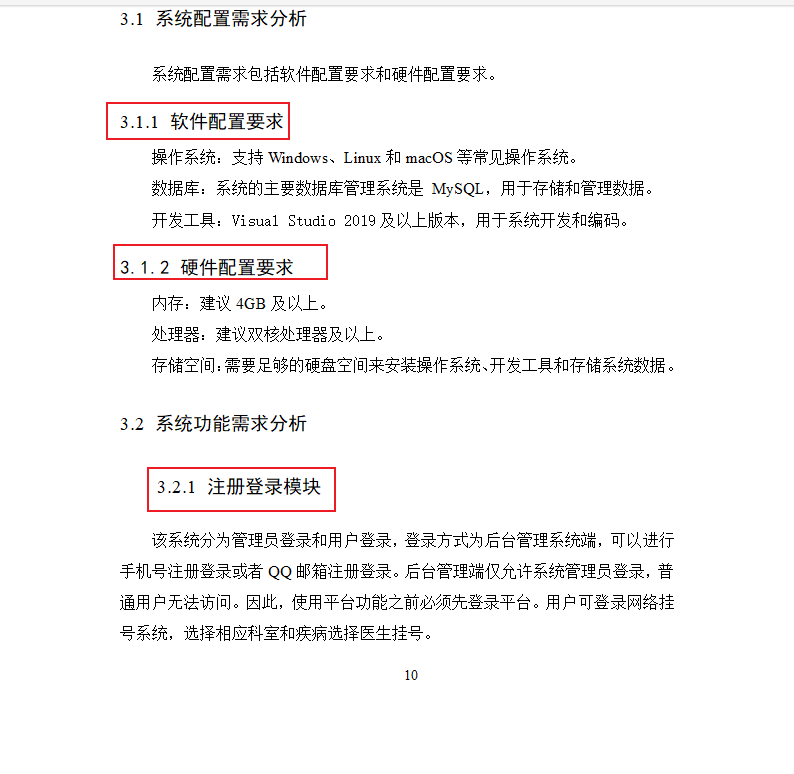 3.1 系统配置需求分析
系统配置需求包括软件配置要求和硬件配置要求。
3.1.1 软件配置要求
操作系统：支持 Windows、Linux 和 macOS 等常见操作系统。
数据库：系统的主要数据库管理系统是 MySQL，用于存储和管理数据。
开发工具：Visual Studio 2019 及以上版本，用于系统开发和编码。
3.1.2 硬件配置要求
内存：建议 4GB 及以上。
处理器：建议双核处理器及以上。
存储空间：需要足够的硬盘空间来安装操作系统、开发工具和存储系统数据。
3.2 系统功能需求分析
3.2.1 注册登录模块
该系统分为管理员登录和用户登录，登录方式为后台管理系统端，可以进行
手机号注册登录或者 QQ 邮箱注册登录。后台管理端仅允许系统管理员登录，普
通用户无法访问。因此，使用平台功能之前必须先登录平台。用户可登录网络挂
号系统，选择相应科室和疾病选择医生挂号。
10